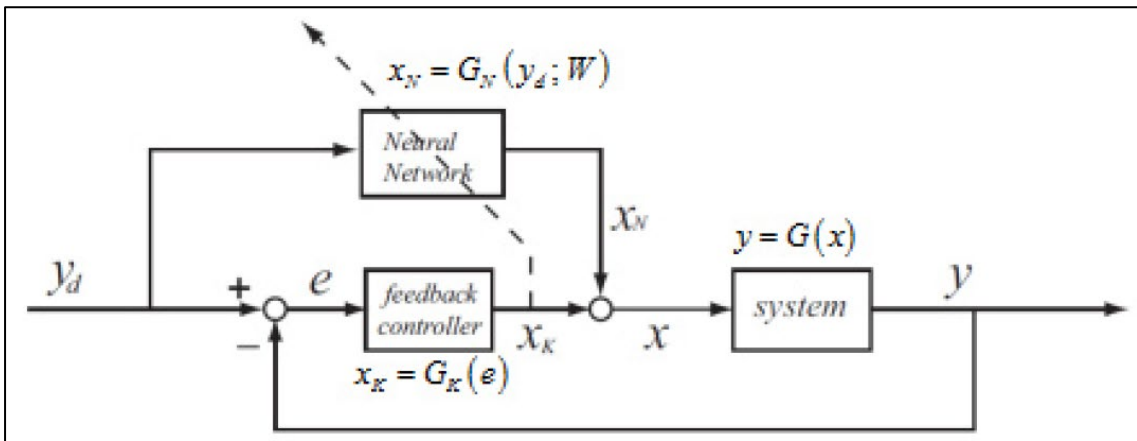 x_N = G_N(y_d; W)
Neural
Network
x_N
y = G(x)
y_d
+
e
feedback
controller
x_K
x
system
y
−
x_K = G_K(e)